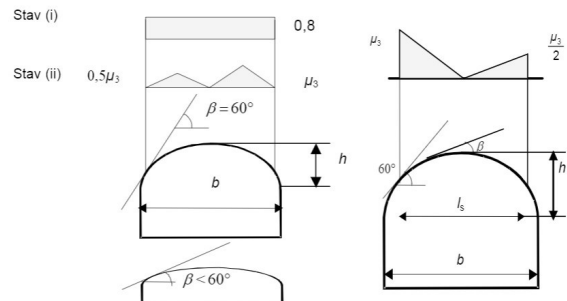 Stav (i)
0,8
Stav (ii) 0,5μ₃ μ₃
β=60°
h
b
β<60°
μ₃ μ₃/2
60° β
h
lₛ
b